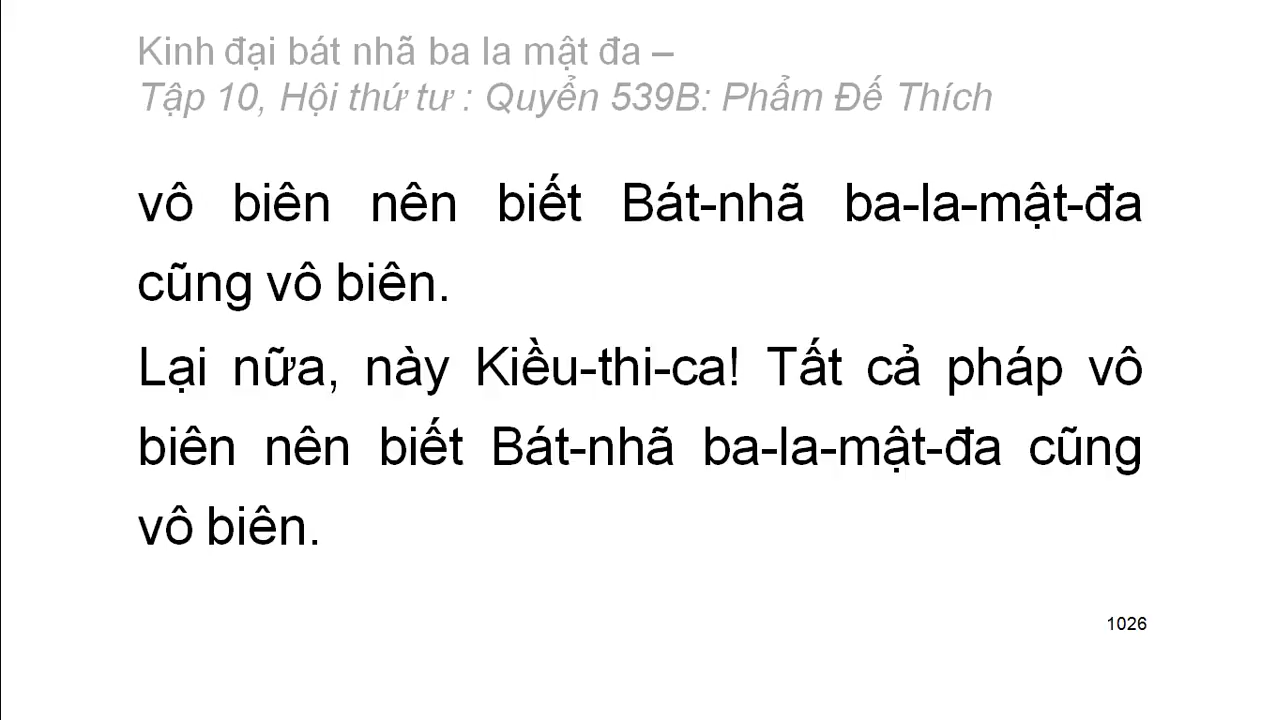 Kinh đại bát nhã ba la mật đa –
Tập 10, Hội thứ tư : Quyển 539B: Phẩm Đế Thích
vô biên nên biết Bát-nhã ba-la-mật-đa
cũng vô biên.
Lại nữa, này Kiều-thi-ca! Tất cả pháp vô
biên nên biết Bát-nhã ba-la-mật-đa cũng
vô biên.
1026